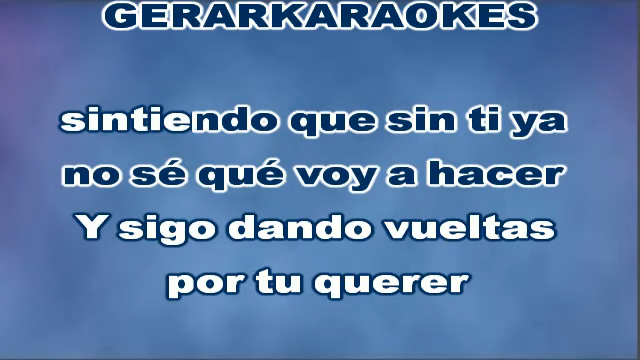 GERARKARAOKES
sintiendo que sin ti ya
no sé qué voy a hacer
Y sigo dando vueltas
por tu querer